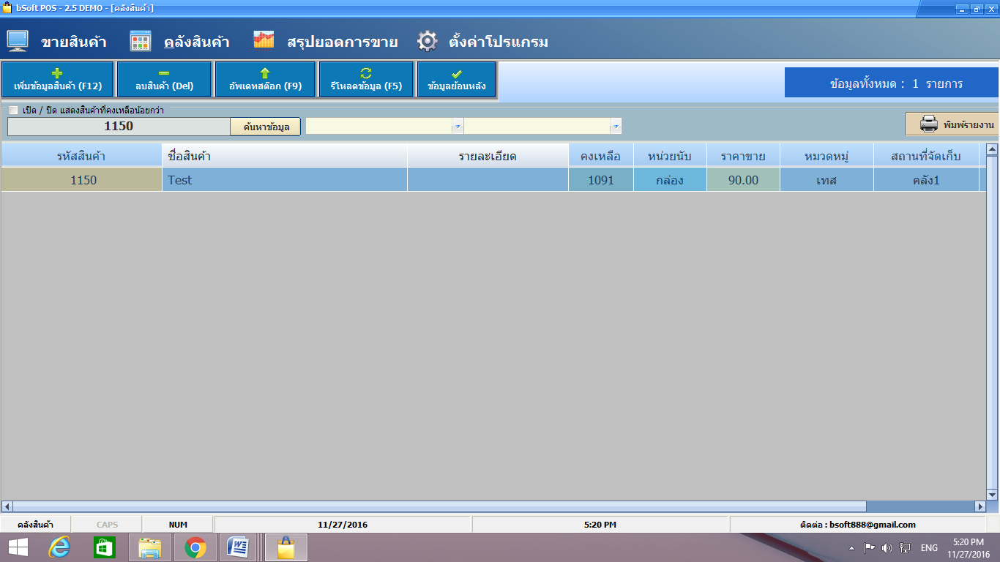 bSoft POS - 2.5 DEMO - [คลังสินค้า]
ขายสินค้า คลังสินค้า สรุปยอดการขาย ตั้งค่าโปรแกรม
เพิ่มข้อมูลสินค้า (F12) ลบสินค้า (Del) อัพเดทสต๊อก (F9) รีโหลดข้อมูล (F5) ข้อมูลย้อนหลัง ข้อมูลทั้งหมด : 1 รายการ
เปิด / ปิด แสดงสินค้าที่คงเหลือน้อยกว่า
1150 ค้นหาข้อมูล พิมพ์รายงาน
รหัสสินค้า ชื่อสินค้า รายละเอียด คงเหลือ หน่วยนับ ราคาขาย หมวดหมู่ สถานที่จัดเก็บ
1150 Test 1091 กล่อง 90.00 เทส คลัง1
คลังสินค้า CAPS NUM 11/27/2016 5:20 PM ติดต่อ : bsoft888@gmail.com
ENG 5:20 PM
11/27/2016